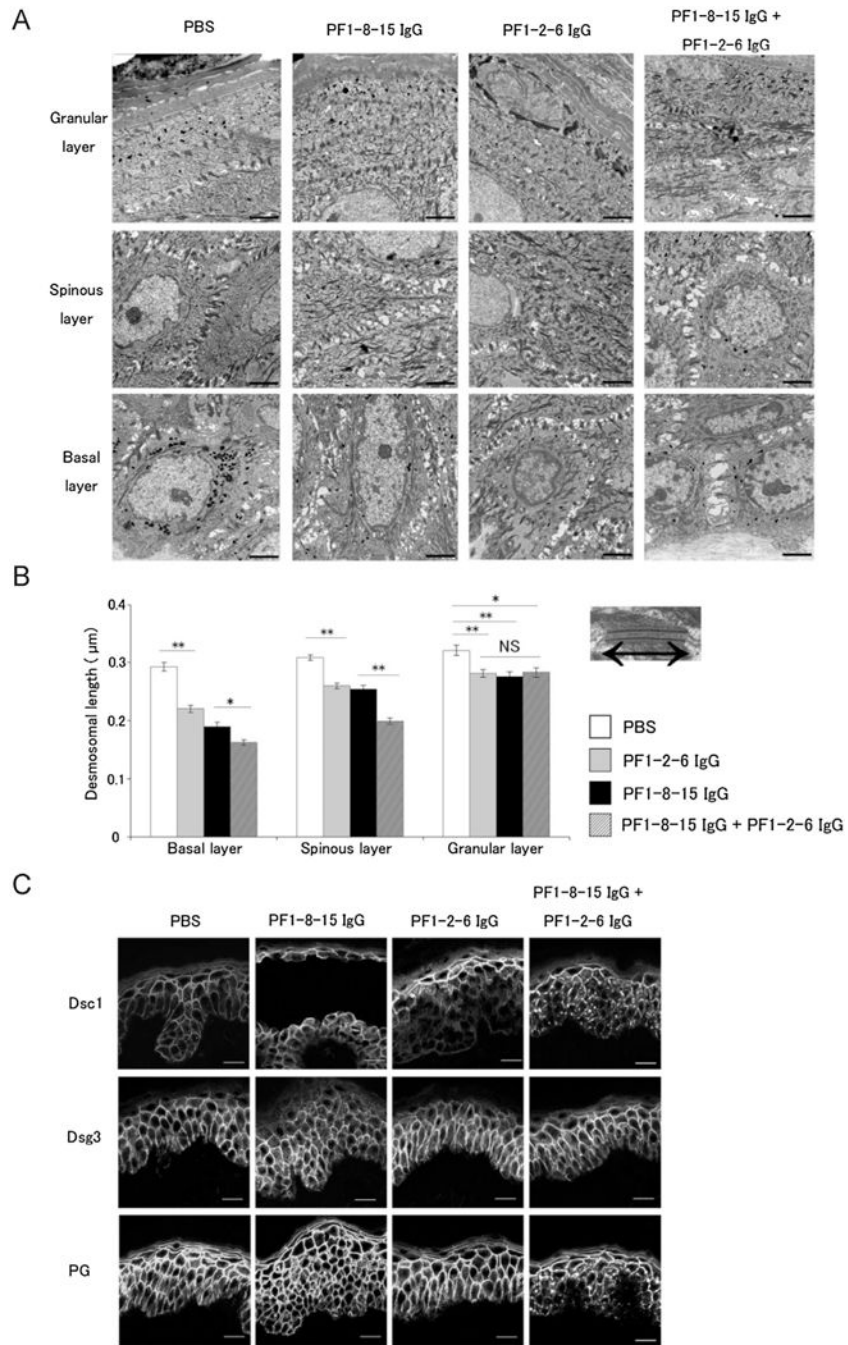 A
PBS
PF1-8-15 IgG
PF1-2-6 IgG
PF1-8-15 IgG +
PF1-2-6 IgG
Granular
layer
Spinous
layer
Basal
layer
B
Desmosomal length ( μm)
0.4
0.3
0.2
0.1
0
**
*
**
**
*
**
**
NS
Basal layer
Spinous layer
Granular layer
PBS
PF1-2-6 IgG
PF1-8-15 IgG
PF1-8-15 IgG + PF1-2-6 IgG
C
PBS
PF1-8-15 IgG
PF1-2-6 IgG
PF1-8-15 IgG +
PF1-2-6 IgG
Dsc1
Dsg3
PG